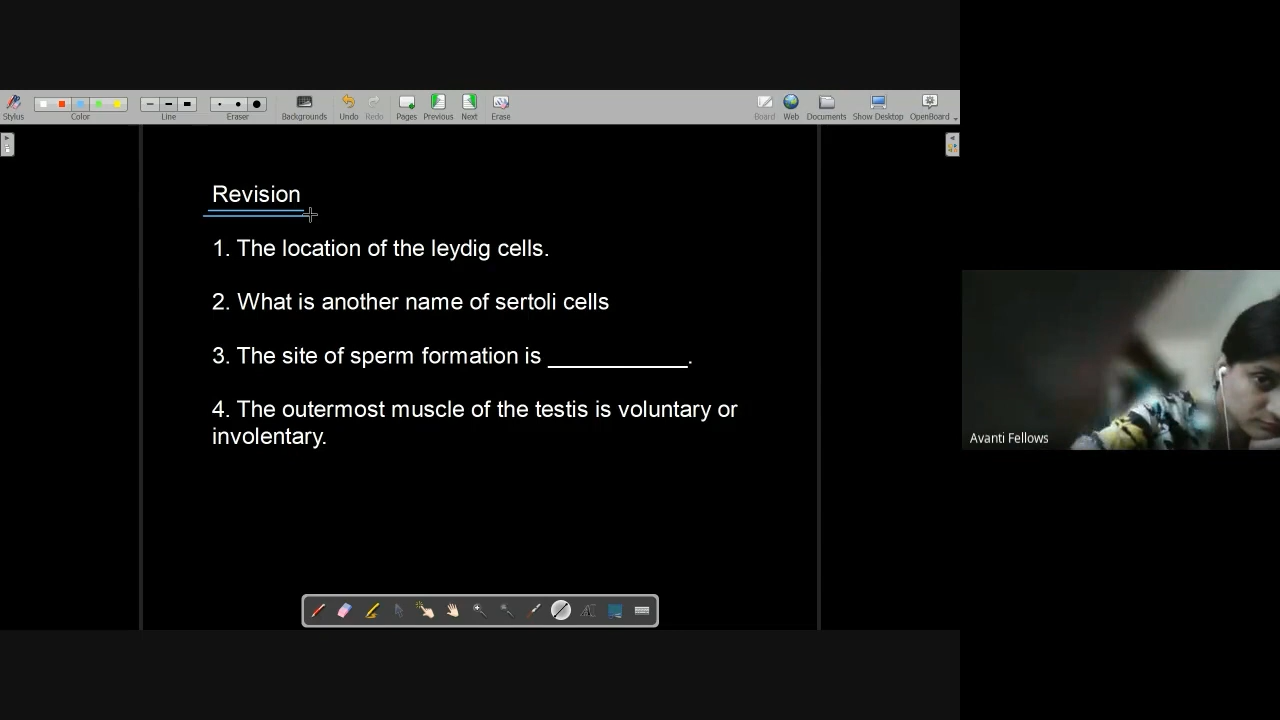 Stylus
Color
Line
Eraser
Backgrounds
Undo
Redo
Pages
Previous
Next
Erase
Board
Web
Documents
Show Desktop
OpenBoard
Revision
1. The location of the leydig cells.
2. What is another name of sertoli cells
3. The site of sperm formation is ____________.
4. The outermost muscle of the testis is voluntary or
involentary.
Avanti Fellows